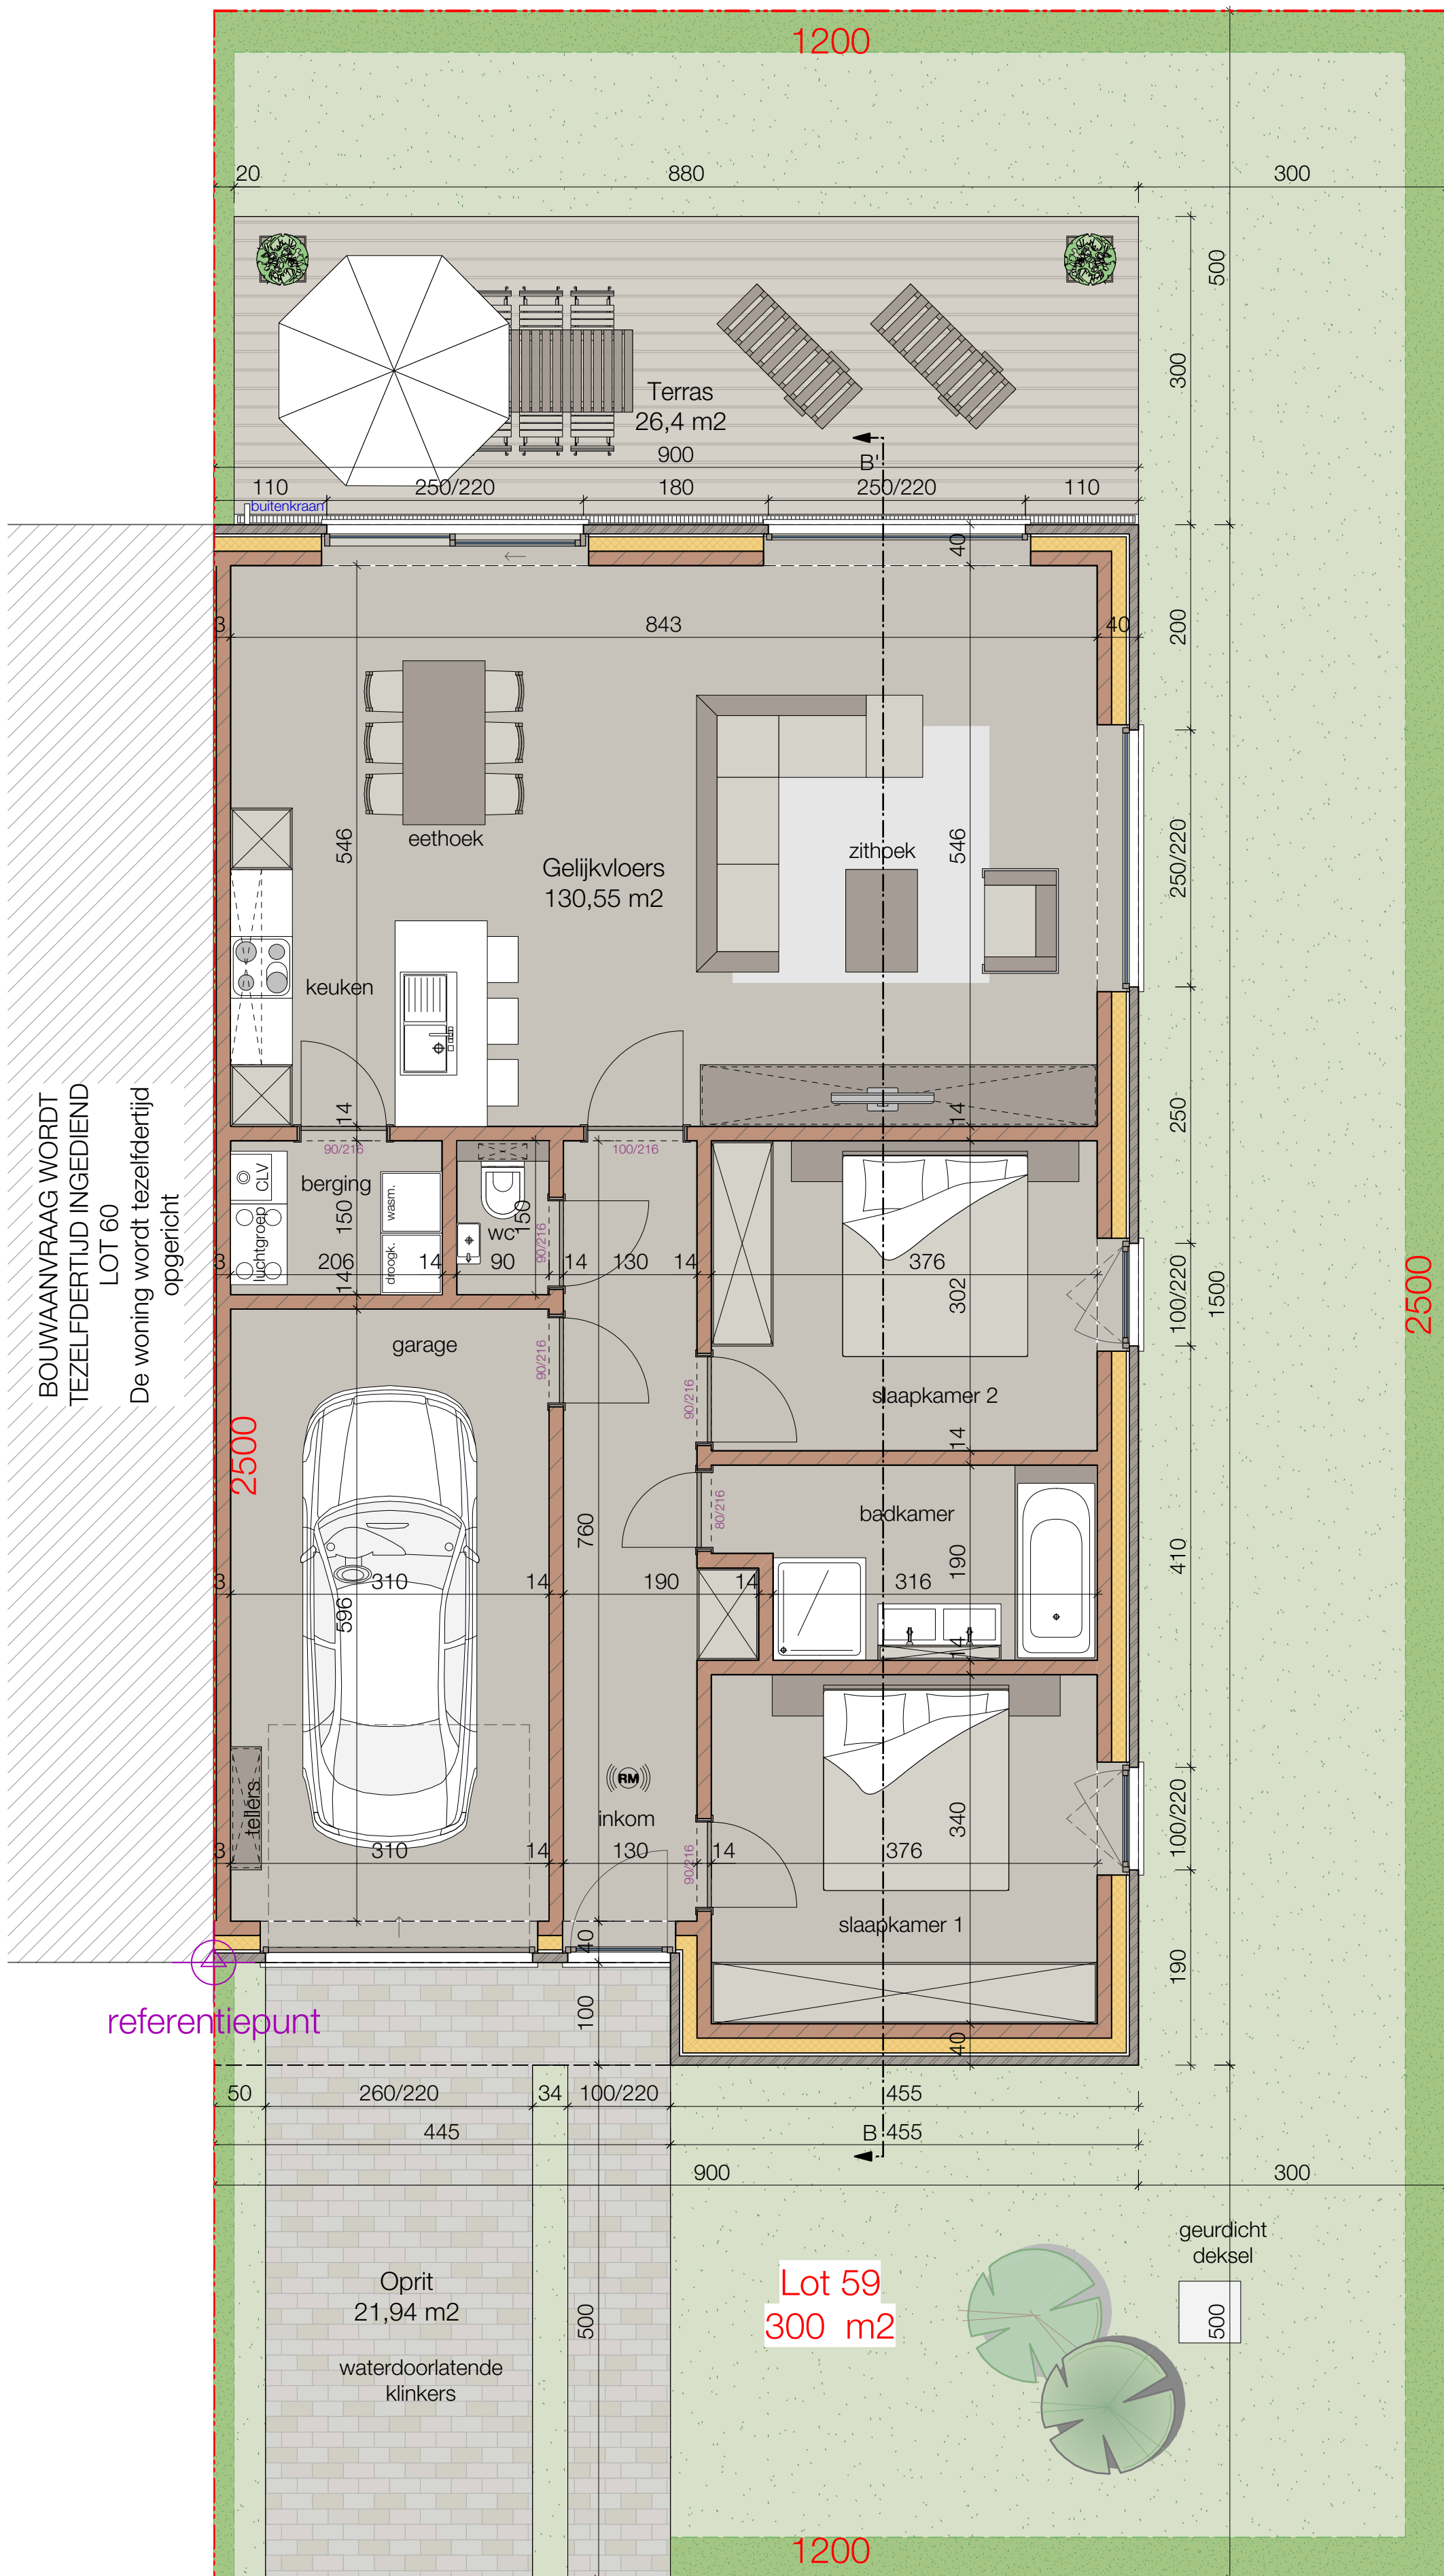 1200
20
880
300
500
300
Terras
26,4 m2
900
B'
110
250/220
180
250/220
110
buitenkraan
40
3
843
40
200
546
eethoek
Gelijkvloers
130,55 m2
zithoek
546
250/220
keuken
14
14
250
90/216
100/216
CLV
berging
wasm.
150
wc
150
90/216
luchtgroep
droogk.
3
206
14
90
14
130
14
376
14
302
100/220
1500
2500
BOUWAANVRAAG WORDT
TEZELFDERTIJD INGEDIEND
LOT 60
De woning wordt tezelfdertijd
opgericht
garage
90/216
90/216
slaapkamer 2
14
2500
80/216
badkamer
760
190
410
3
310
14
190
14
316
596
14
tellers
RM
inkom
340
100/220
3
310
14
130
90/216
14
376
slaapkamer 1
40
190
referentiepunt
100
40
50
260/220
34
100/220
455
445
B
455
900
300
geurdicht
deksel
Oprit
21,94 m2
Lot 59
300 m2
500
500
waterdoorlatende
klinkers
1200